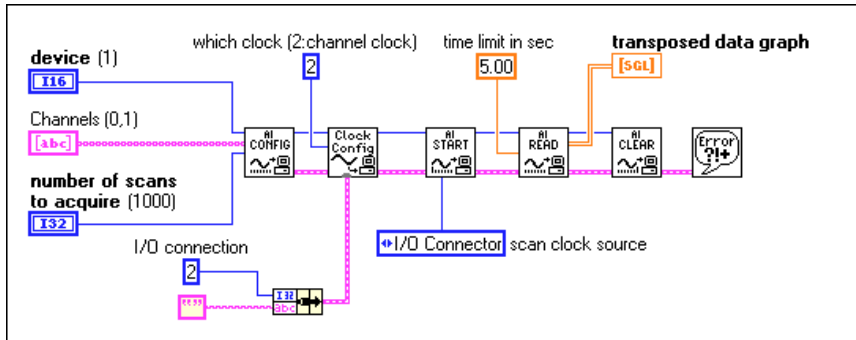 which clock (2:channel clock)
time limit in sec
transposed data graph
device (1)
2
5.00
[SGL]
I16
Channels (0,1)
[abc]
AI
CONFIG
Clock
Config
AI
START
AI
READ
AI
CLEAR
Error
?!+
number of scans
to acquire (1000)
I32
I/O connection
I/O Connector
scan clock source
2
I32
abc
""